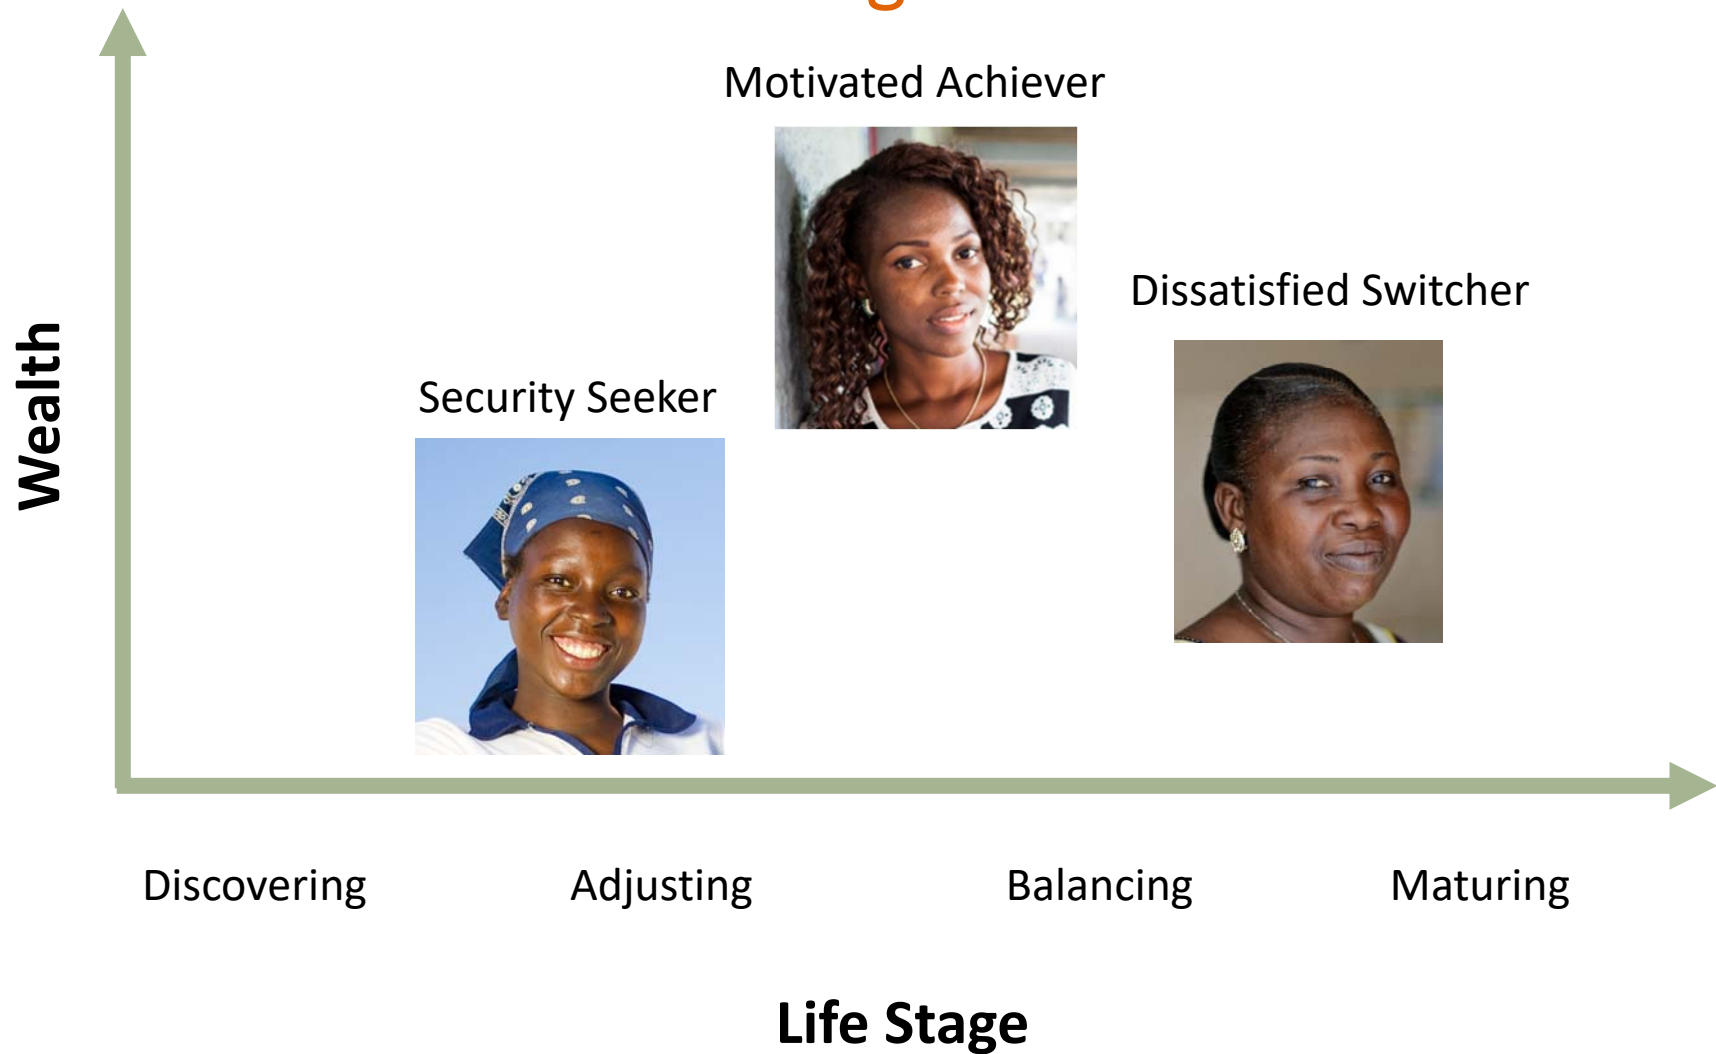 Motivated Achiever
Dissatisfied Switcher
Security Seeker
Wealth
Discovering Adjusting Balancing Maturing
Life Stage